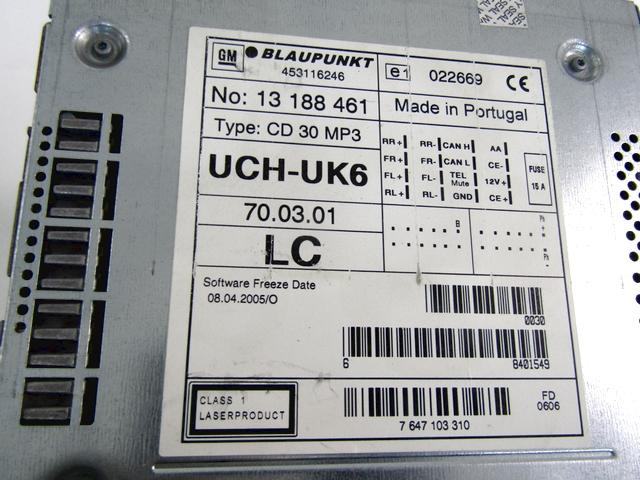 GM BLAUPUNKT
453116246
e1 022669 CE
No: 13 188 461
Made in Portugal
Type: CD 30 MP3
UCH-UK6
70.03.01
LC
RR+ RR- CAN H AA
FR+ FR- CAN L CE-
FL+ FL- TEL Mute 12V+
RL+ RL- GND CE+
FUSE
15 A
B
Ph
+
Ph
-
Software Freeze Date
08.04.2005/O
0030
6 8401549
CLASS 1
LASERPRODUCT
7 647 103 310
FD
0606